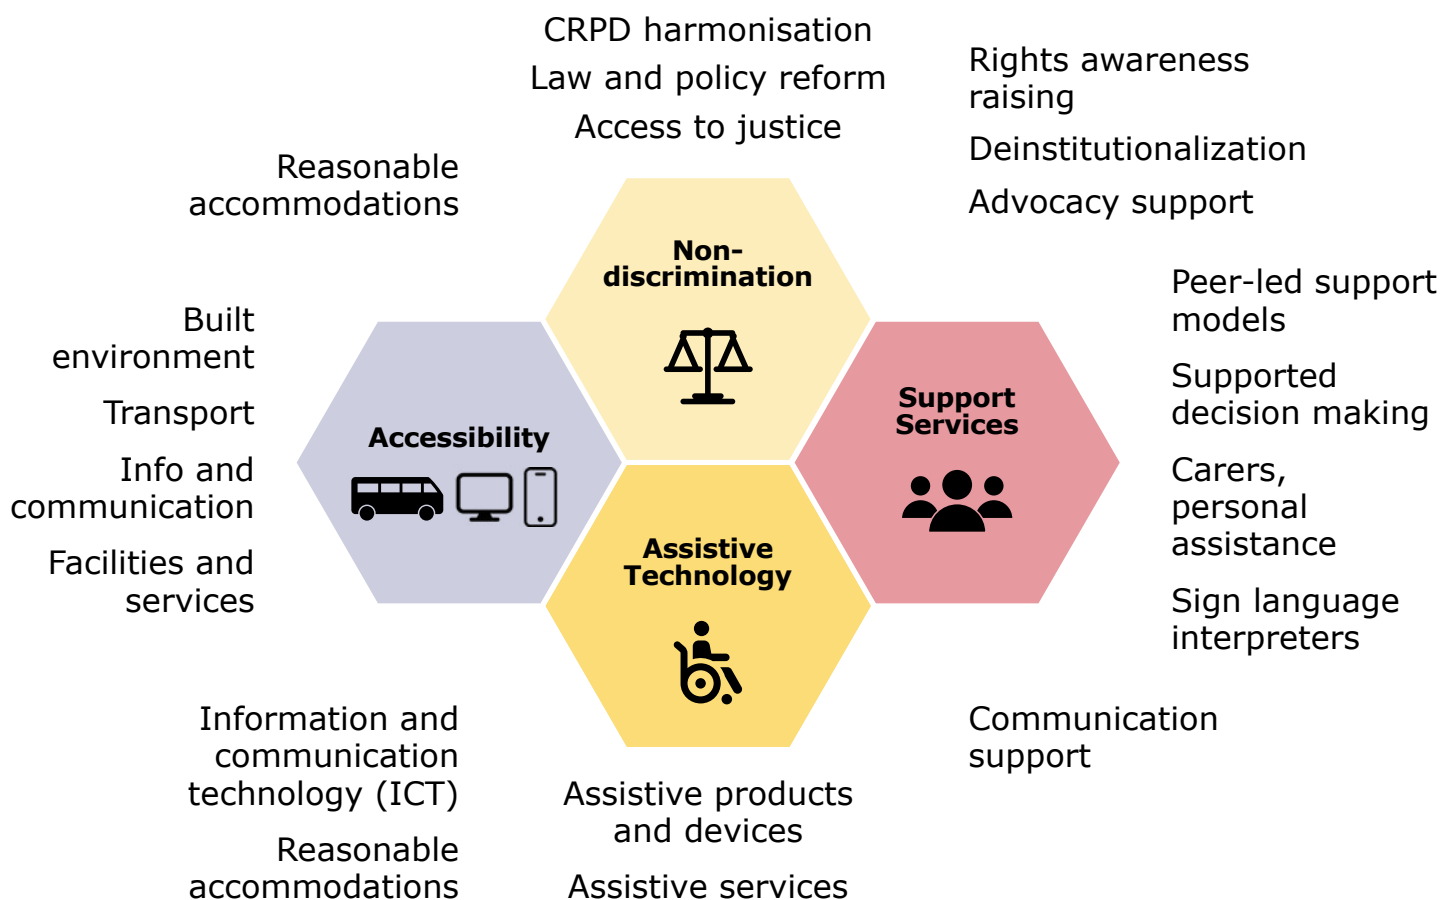 CRPD harmonisation
Law and policy reform
Access to justice
Rights awareness
raising
Deinstitutionalization
Advocacy support
Reasonable
accommodations
Non-
discrimination
Built
environment
Transport
Info and
communication
Facilities and
services
Accessibility
Support
Services
Peer-led support
models
Supported
decision making
Carers,
personal
assistance
Sign language
interpreters
Assistive
Technology
Information and
communication
technology (ICT)
Reasonable
accommodations
Assistive products
and devices
Assistive services
Communication
support